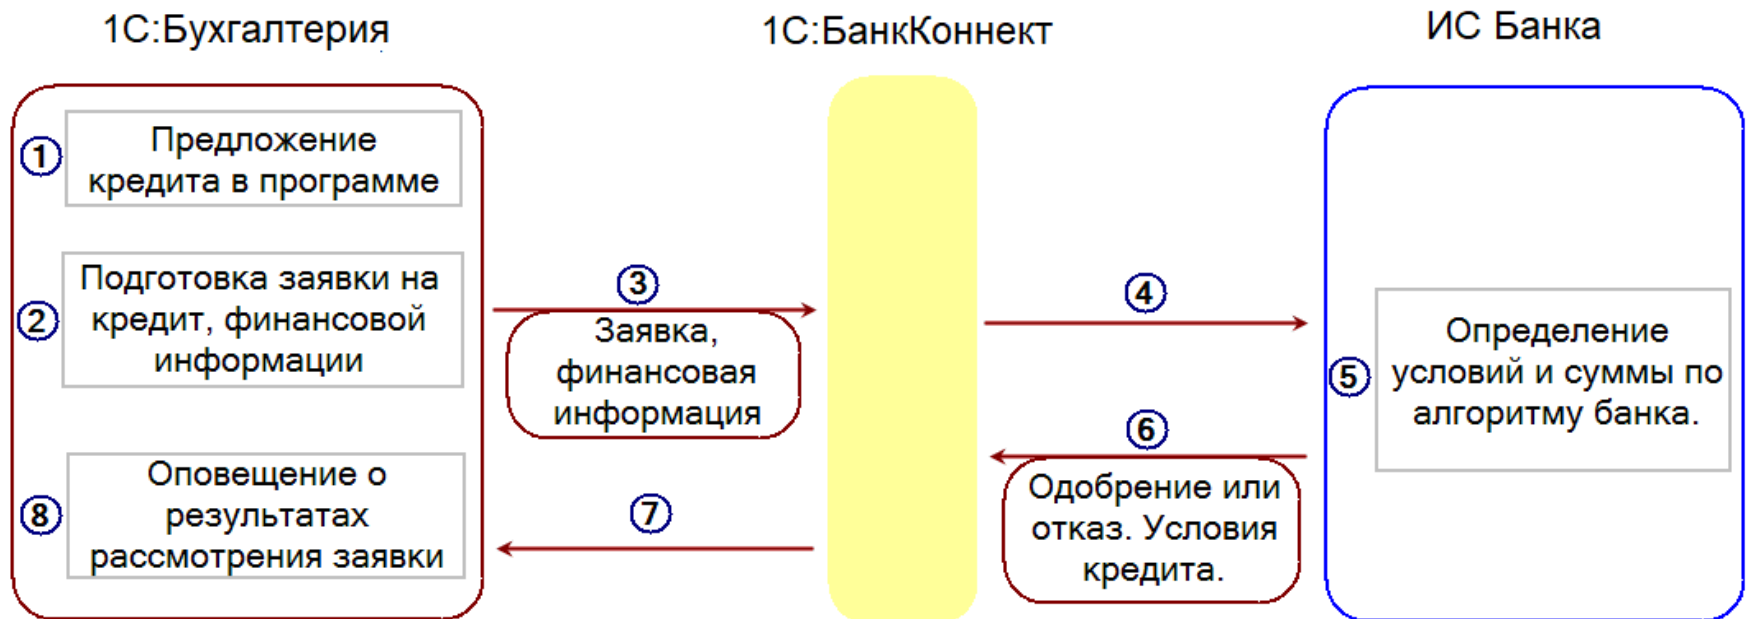 1С:Бухгалтерия
1С:БанкКоннект
ИС Банка
1
Предложение
кредита в программе
2
Подготовка заявки на
кредит, финансовой
информации
3
Заявка,
финансовая
информация
4
5
Определение
условий и суммы по
алгоритму банка.
6
Одобрение или
отказ. Условия
кредита.
7
8
Оповещение о
результатах
рассмотрения заявки